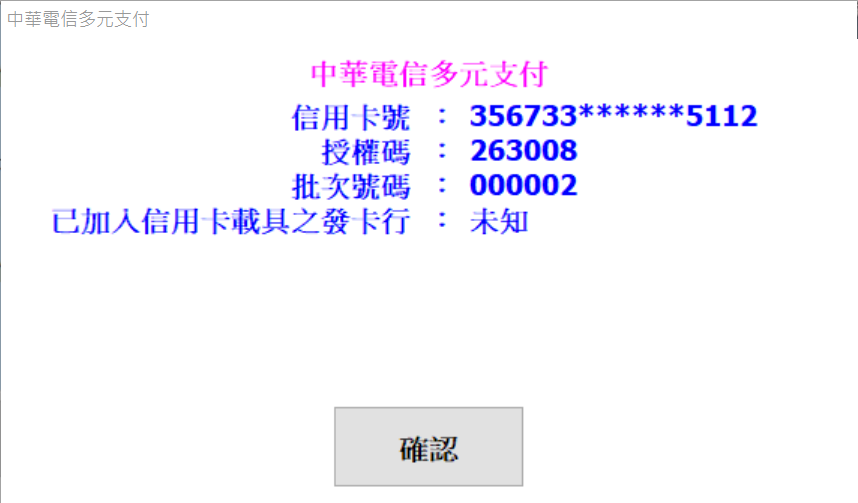 中華電信多元支付
中華電信多元支付
信用卡號 : 356733******5112
授權碼 : 263008
批次號碼 : 000002
已加入信用卡載具之發卡行 : 未知
確認